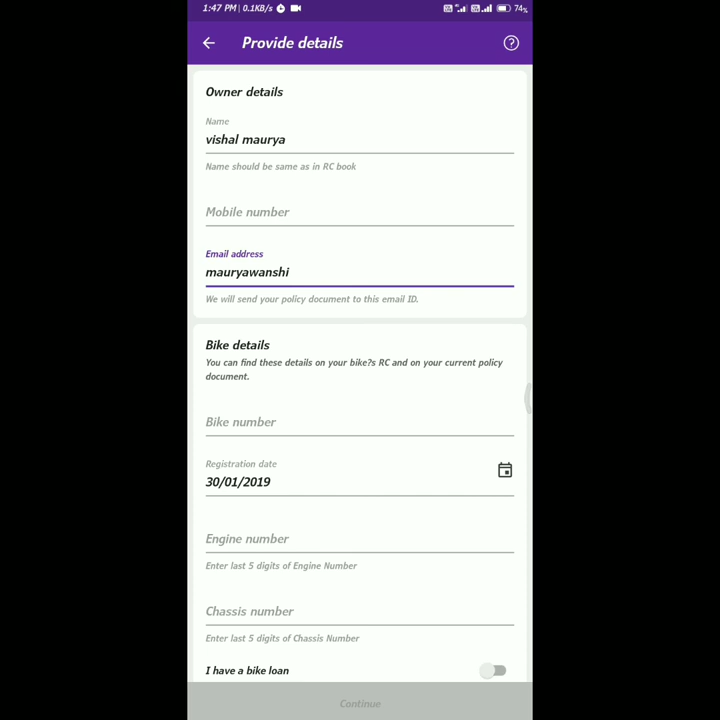 1:47 PM | 0.1KB/s
74%
Provide details
Owner details
Name
vishal maurya
Name should be same as in RC book
Mobile number
Email address
mauryawanshi
We will send your policy document to this email ID.
Bike details
You can find these details on your bike?s RC and on your current policy
document.
Bike number
Registration date
30/01/2019
Engine number
Enter last 5 digits of Engine Number
Chassis number
Enter last 5 digits of Chassis Number
I have a bike loan
Continue